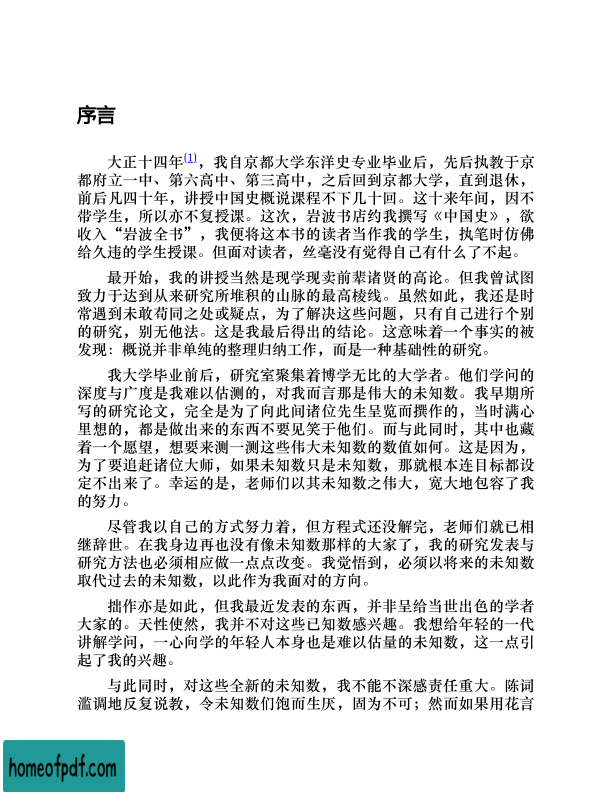 序言
大正十四年(1)，我自京都大学东洋史专业毕业后，先后执教于京
都府立一中、第六高中、第三高中，之后回到京都大学，直到退休，
前后凡四十年，讲授中国史概说课程不下几十回。这十来年间，因不
带学生，所以亦不复授课。这次，岩波书店约我撰写《中国史》，欲
收入“岩波全书”，我便将这本书的读者当作我的学生，执笔时仿佛
给久违的学生授课。但面对读者，丝毫没有觉得自己有什么了不起。
最开始，我的讲授当然是现学现卖前辈诸贤的高论。但我曾试图
致力于达到从来研究所堆积的山脉的最高棱线。虽然如此，我还是时
常遇到未敢苟同之处或疑点，为了解决这些问题，只有自己进行个别
的研究，别无他法。这是我最后得出的结论。这意味着一个事实的被
发现：概说并非单纯的整理归纳工作，而是一种基础性的研究。
我大学毕业前后，研究室聚集着博学无比的大学者。他们学问的
深度与广度是我难以估测的，对我而言那是伟大的未知数。我早期所
写的研究论文，完全是为了向此间诸位先生呈览而撰作的，当时满心
里想的，都是做出来的东西不要见笑于他们。而与此同时，其中也藏
着一个愿望，想要来测一测这些伟大未知数的数值如何。这是因为，
为了要追赶诸位大师，如果未知数只是未知数，那就根本连目标都设
定不出来了。幸运的是，老师们以其未知数之伟大，宽大地包容了我
的努力。
尽管我以自己的方式努力着，但方程式还没解完，老师们就已相
继辞世。在我身边再也没有像未知数那样的大家了，我的研究发表与
研究方法也必须相应做一点点改变。我觉悟到，必须以将来的未知数
取代过去的未知数，以此作为我面对的方向。
拙作亦是如此，但我最近发表的东西，并非呈给当世出色的学者
大家的。天性使然，我并不对这些已知数感兴趣。我想给年轻的一代
讲解学问，一心向学的年轻人本身也是难以估量的未知数，这一点引
起了我的兴趣。
与此同时，对这些全新的未知数，我不能不深感责任重大。陈词
滥调地反复说教，令未知数们饱而生厌，固为不可；然而如果用花言
homeofpdf.com